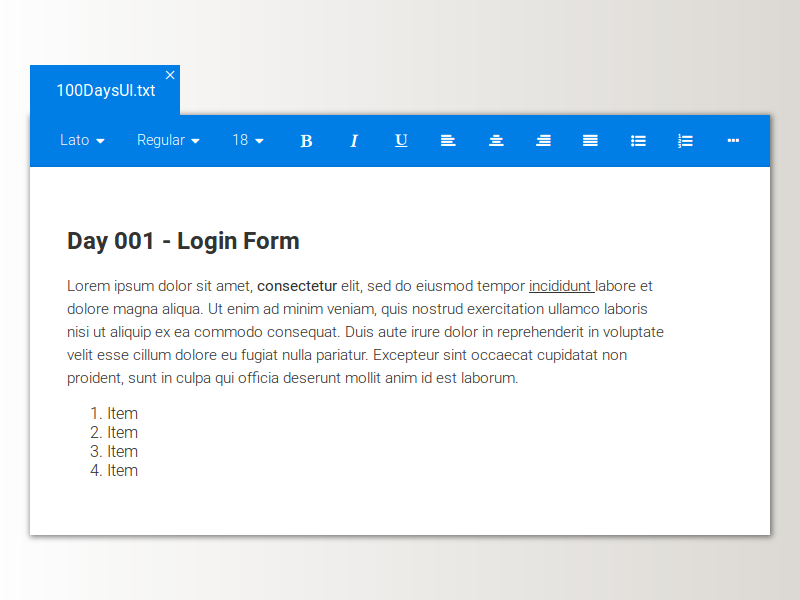 100DaysUI.txt
Lato Regular 18 B I U
Day 001 - Login Form
Lorem ipsum dolor sit amet, consectetur elit, sed do eiusmod tempor incididunt labore et
dolore magna aliqua. Ut enim ad minim veniam, quis nostrud exercitation ullamco laboris
nisi ut aliquip ex ea commodo consequat. Duis aute irure dolor in reprehenderit in voluptate
velit esse cillum dolore eu fugiat nulla pariatur. Excepteur sint occaecat cupidatat non
proident, sunt in culpa qui officia deserunt mollit anim id est laborum.
1. Item
2. Item
3. Item
4. Item